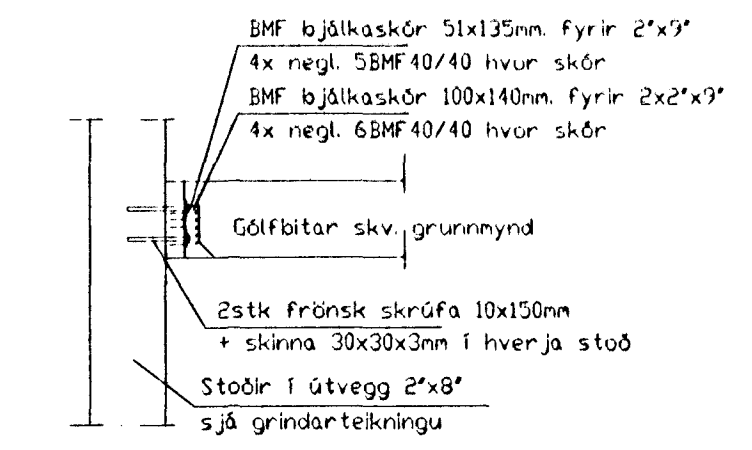 BMF bjálkaskór 51x135mm. fyrir 2"x9"
4x negl. 5BMF40/40 hvor skór
BMF bjálkaskór 100x140mm. fyrir 2x2"x9"
4x negl. 6BMF40/40 hvor skór
Gólfbitar skv. grunnmynd
2stk frönsk skrúfa 10x150mm
+ skinna 30x30x3mm í hverja stoð
Stoðir í útvegg 2"x8"
sjá grindarteikningu